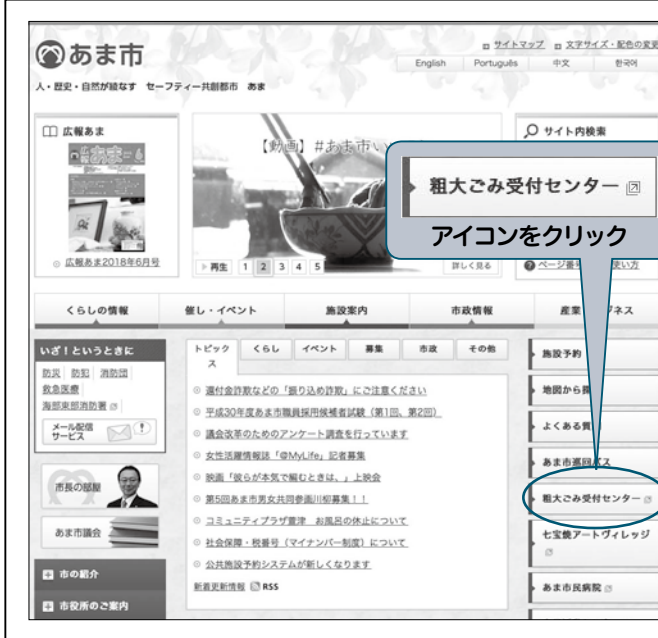 あま市
人・歴史・自然が綾なす セーフティー共創都市 あま
サイトマップ 文字サイズ・配色の変更
English Português 中文 한국어
広報あま
広報あま2018年6月号
【動画】#あま市い
再生 1 2 3 4 5 詳しく見る
サイト内検索
粗大ごみ受付センター
アイコンをクリック
ページ番号 使い方
くらしの情報 催し・イベント 施設案内 市政情報 産業 ジネス
いざ!というときに
防災 防犯 消防団
救急医療
海部東部消防署
メール配信
サービス
市長の部屋
あま市議会
市の紹介
市役所のご案内
トピックス くらし イベント 募集 市政 その他
還付金詐欺などの「振り込め詐欺」にご注意ください
平成30年度あま市職員採用候補者試験(第1回、第2回)
議会改革のためのアンケート調査を行っています
女性活躍情報誌「@MyLife」記者募集
映画「彼らが本気で編むときは、」上映会
第5回あま市男女共同参画川柳募集!!
コミュニティプラザ萱津 お風呂の休止について
社会保障・税番号(マイナンバー制度)について
公共施設予約システムが新しくなります
新着更新情報 RSS
施設予約
地図から
よくある質
あま市巡回バス
粗大ごみ受付センター
七宝焼アートヴィレッジ
あま市民病院